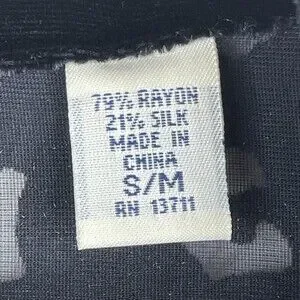 79% RAYON
21% SILK
MADE IN
CHINA
S/M
RN 13711